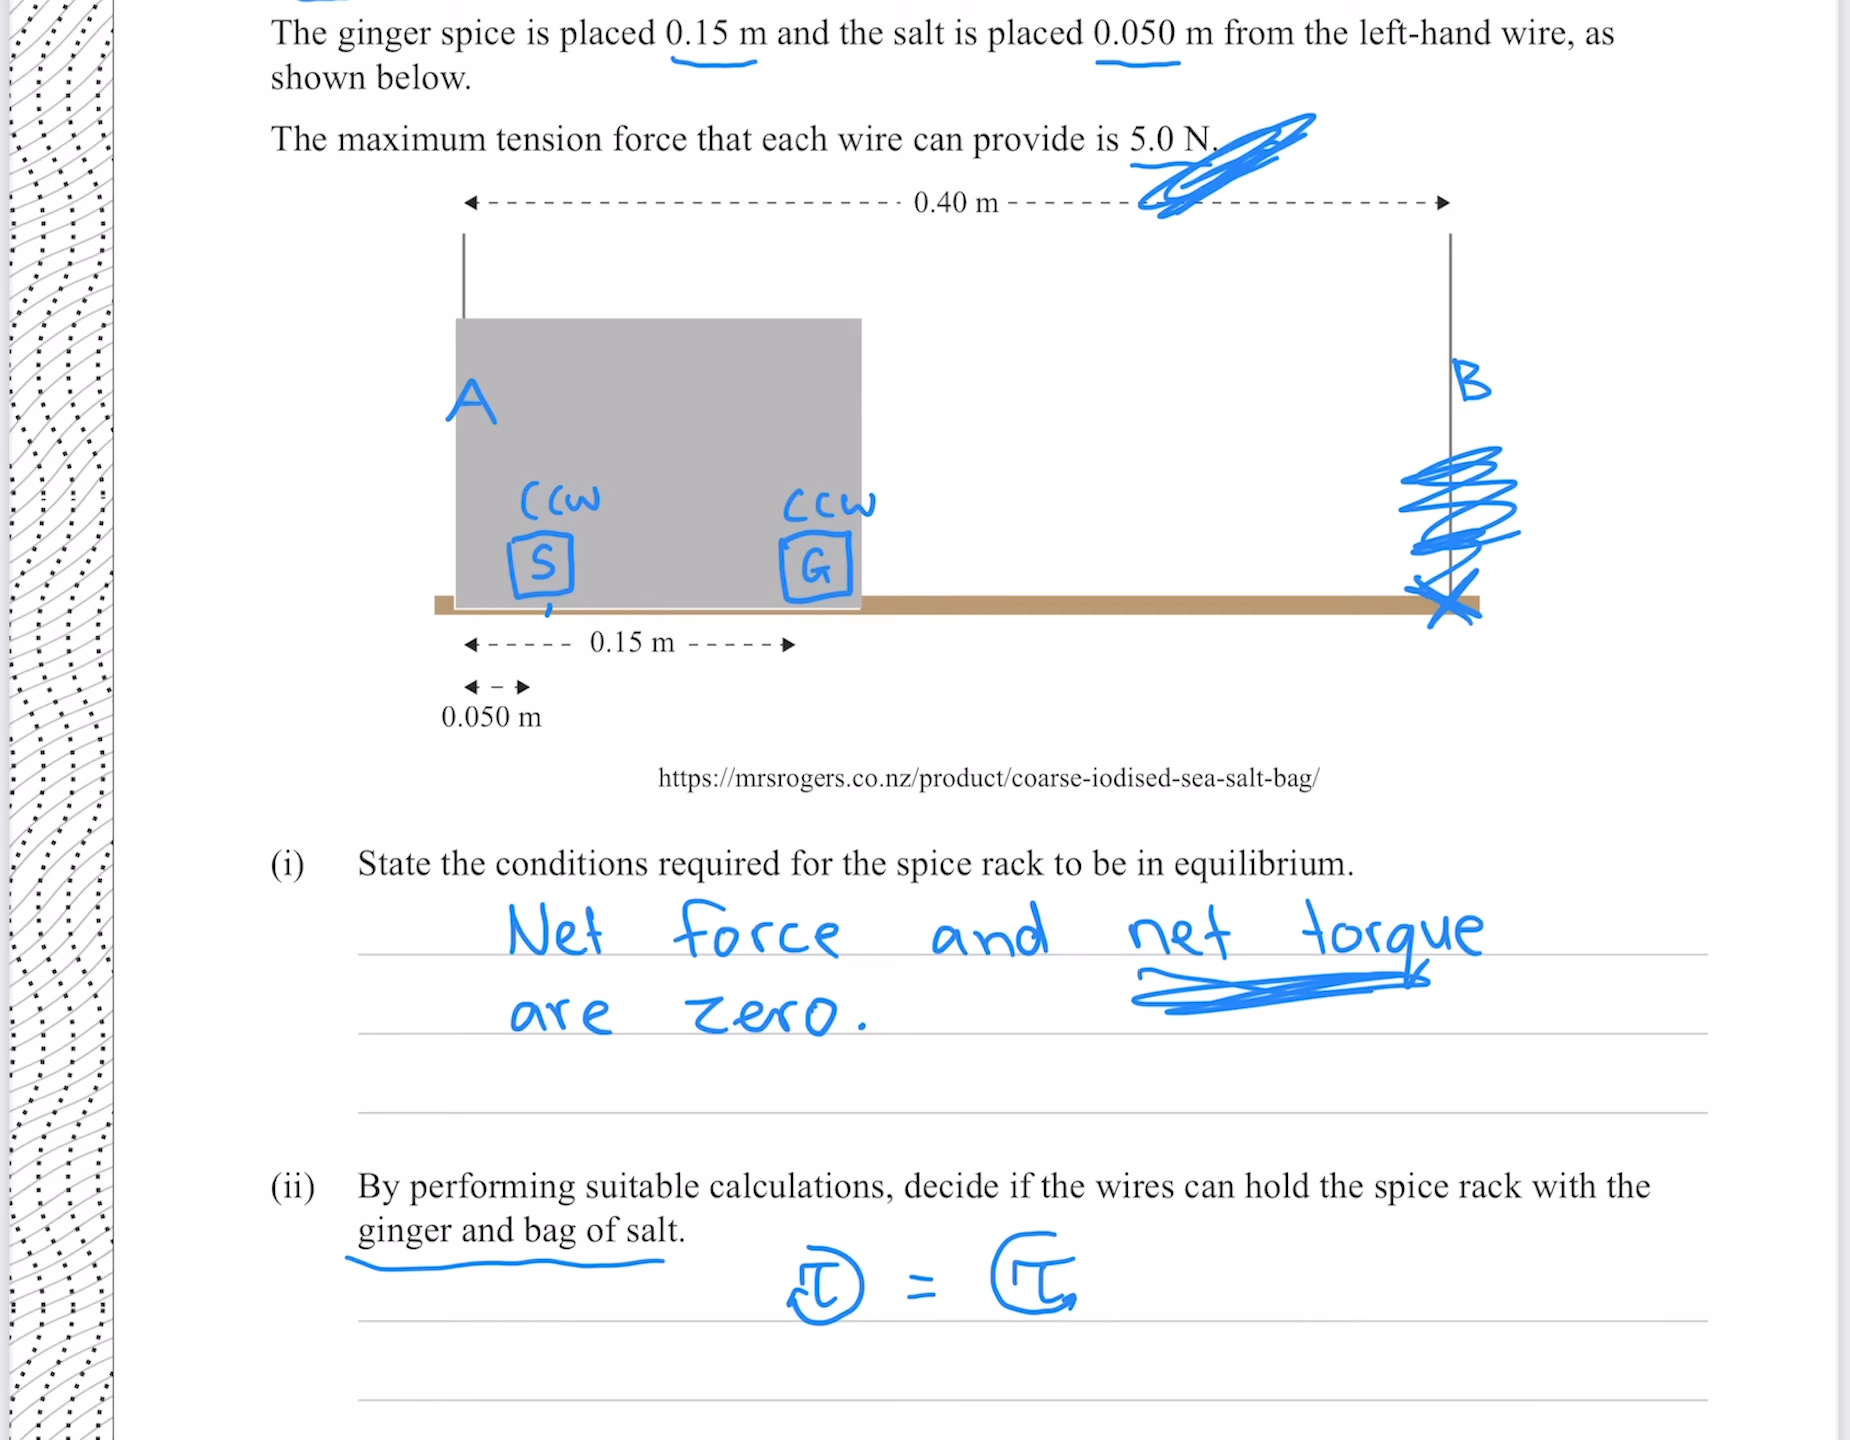 The ginger spice is placed 0.15 m and the salt is placed 0.050 m from the left-hand wire, as
shown below.
The maximum tension force that each wire can provide is 5.0 N.
0.40 m
A
B
CCW
CCW
S
G
0.15 m
0.050 m
https://mrsrogers.co.nz/product/coarse-iodised-sea-salt-bag/
(i) State the conditions required for the spice rack to be in equilibrium.
Net force and net torque
are zero.
(ii) By performing suitable calculations, decide if the wires can hold the spice rack with the
ginger and bag of salt.
τ = τ